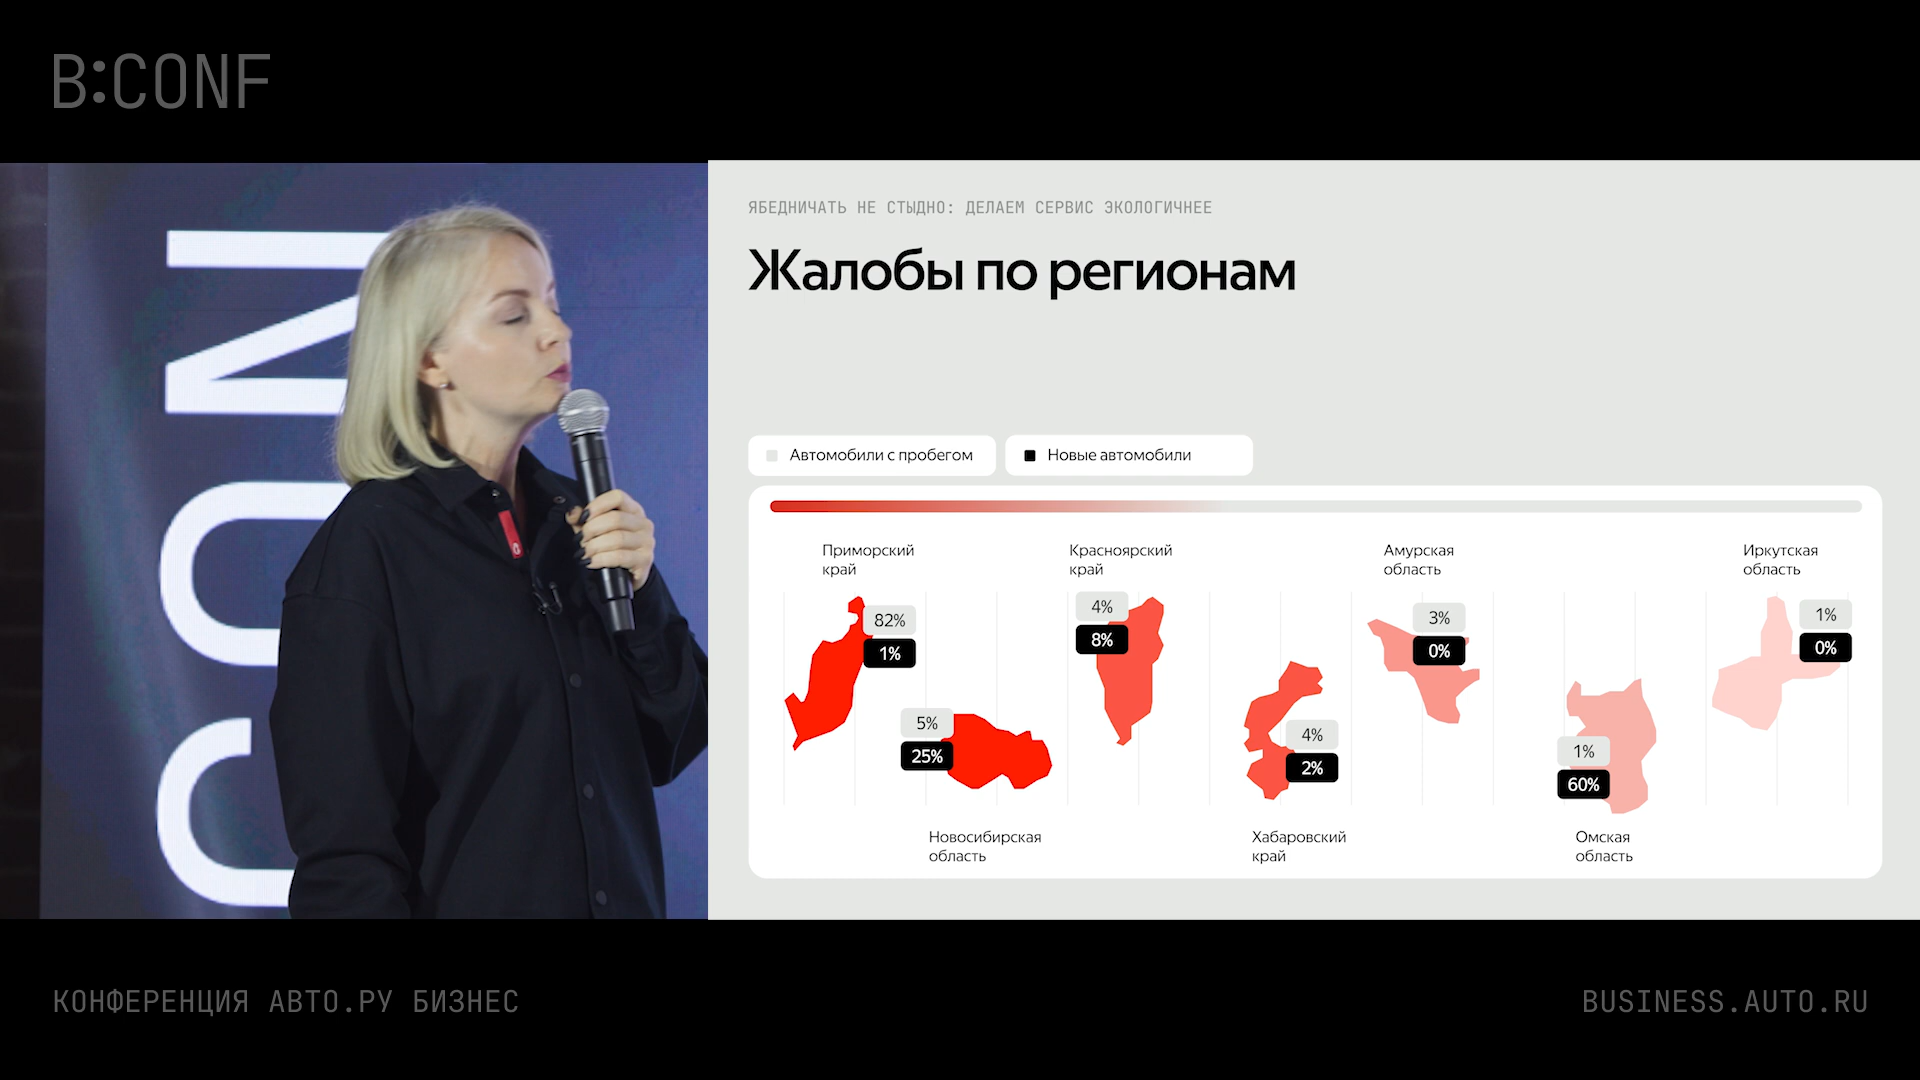 B:CONF
CON
ЯБЕДНИЧАТЬ НЕ СТЫДНО: ДЕЛАЕМ СЕРВИС ЭКОЛОГИЧНЕЕ
Жалобы по регионам
Автомобили с пробегом
Новые автомобили
Приморский
край
82%
1%
Новосибирская
область
5%
25%
Красноярский
край
4%
8%
Хабаровский
край
4%
2%
Амурская
область
3%
0%
Омская
область
1%
60%
Иркутская
область
1%
0%
КОНФЕРЕНЦИЯ АВТО.РУ БИЗНЕС
BUSINESS.AUTO.RU